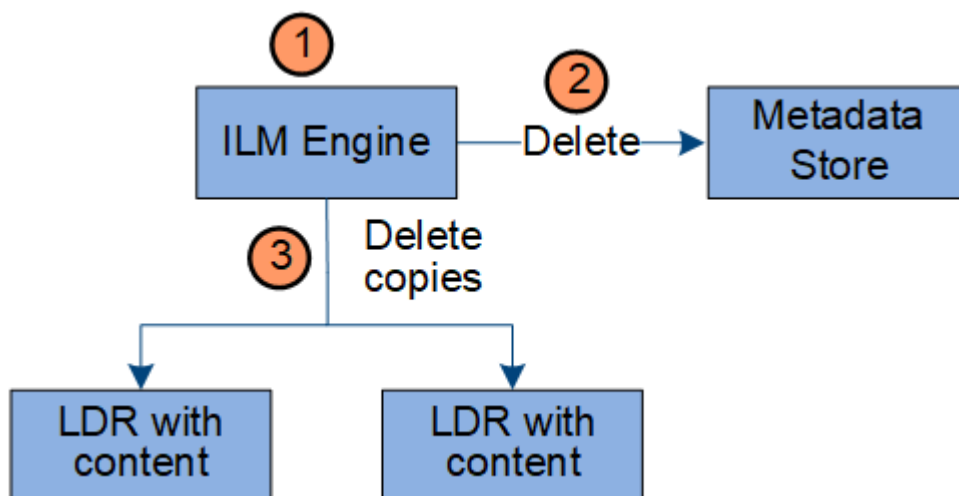 1
2
ILM Engine
Delete
Metadata
Store
3
Delete
copies
LDR with
content
LDR with
content